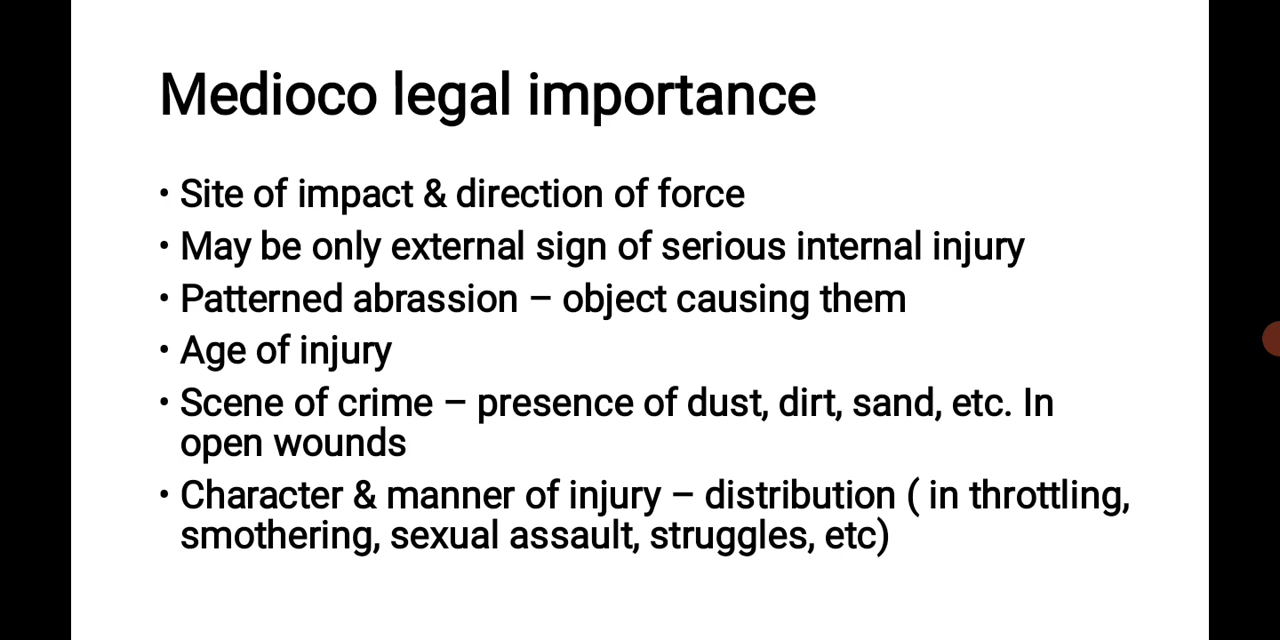 Medioco legal importance
• Site of impact & direction of force
• May be only external sign of serious internal injury
• Patterned abrassion – object causing them
• Age of injury
• Scene of crime – presence of dust, dirt, sand, etc. In
open wounds
• Character & manner of injury – distribution ( in throttling,
smothering, sexual assault, struggles, etc)